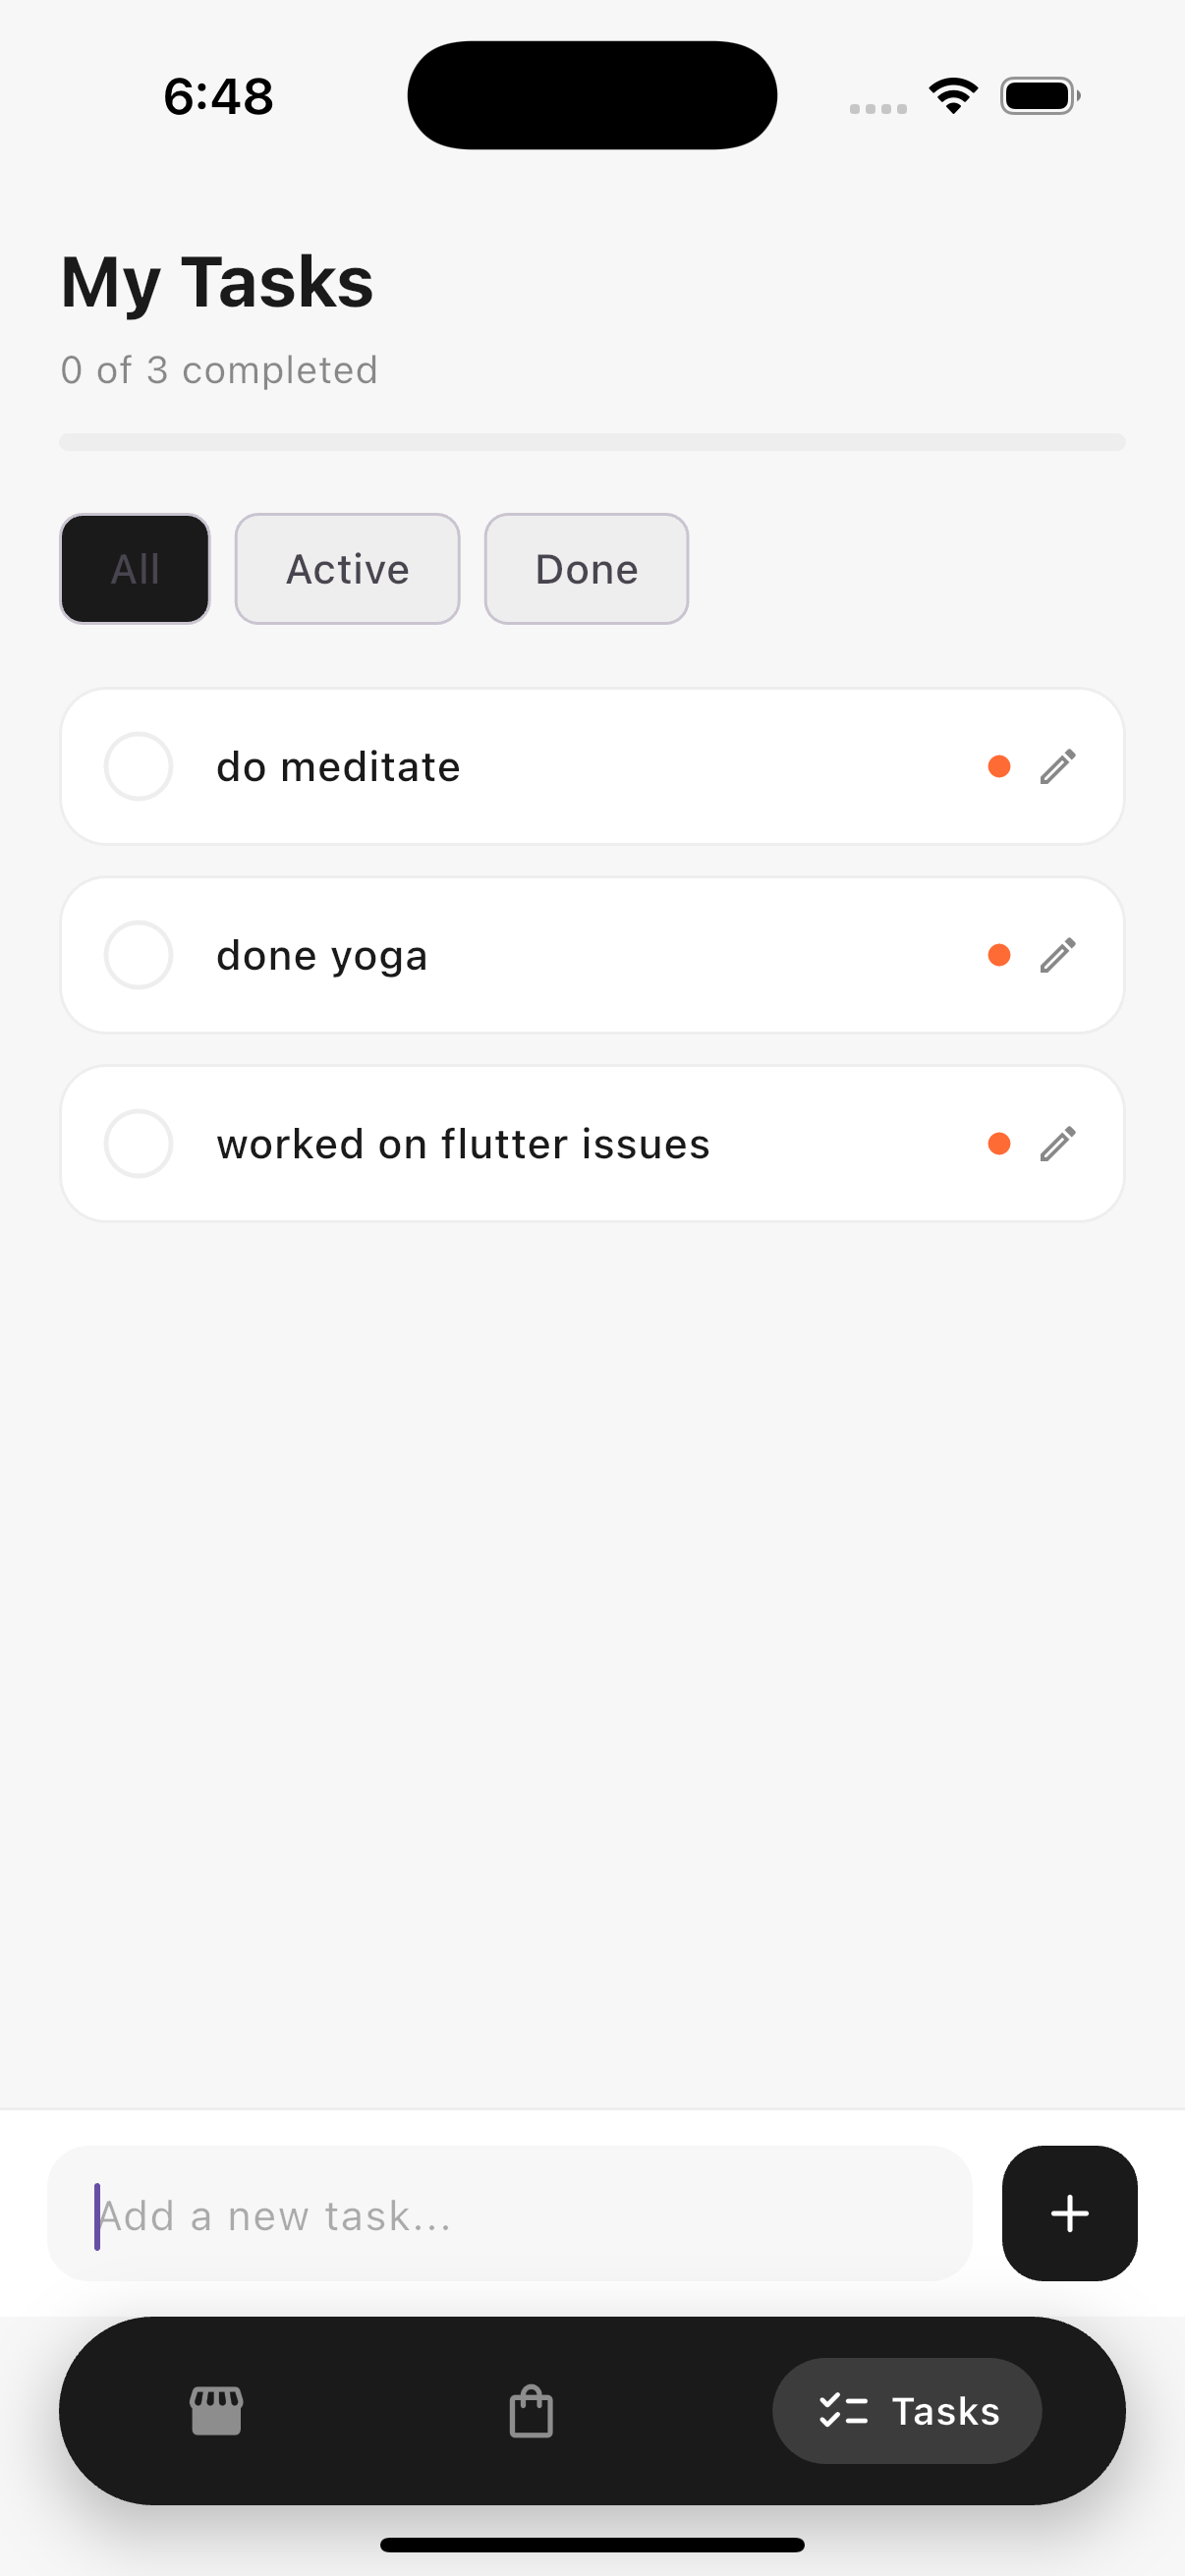 6:48
My Tasks
0 of 3 completed
All
Active
Done
do meditate
done yoga
worked on flutter issues
Add a new task...
Tasks